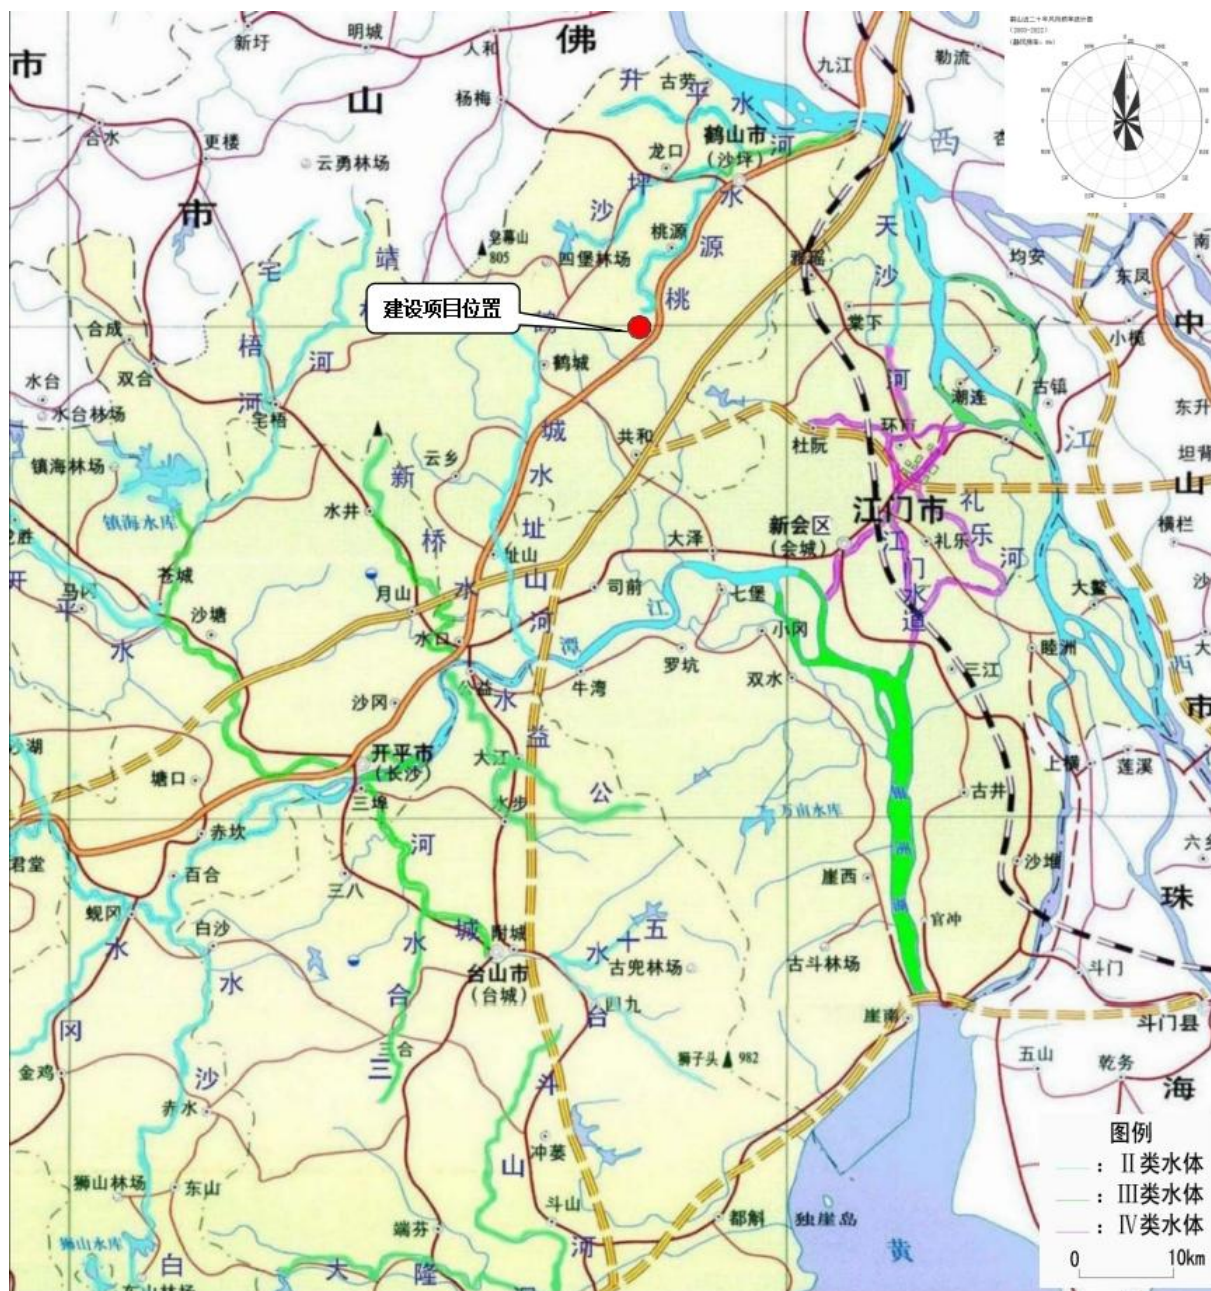 新圩
明城
人和
佛
市
杨梅
山
合水
更楼
云勇林场
市
升
平
水
古劳
九江
勒流
鹤山市
(沙坪)
河
西
龙口
坪
沙
水
桃源
源
皂幕山
805
四堡林场
雅瑶
天
沙
均安
南
东凤
宅
靖
建设项目位置
桃
棠下
小榄
中
合成
双合
梧
河
河
水台
水台林场
宅梧
鹤城
河
潮连
古镇
东升
共和
杜阮
环市
江
坦背
城
云乡
新
水
山
镇海林场
镇海水库
水井
桥
址
江门市
礼
乐
河
新会区
(会城)
礼乐
横栏
大泽
址山
山
江
门
水
道
开
平
水
苍城
沙塘
月山
水
河
司前
江
七堡
小冈
大鳌
沙
水口
潭
罗坑
双水
三江
睦洲
西
牛湾
沙冈
水
益
公
市
开平市
(长沙)
大江
塘口
三埠
水步
万亩水库
古井
上横
莲溪
赤坎
河
君堂
百合
三八
崖西
沙堆
六乡
珠
蚬冈
水
白沙
水
水
城
附城
五
十
水
官冲
台山市
(台城)
古兜林场
古斗林场
斗门
冈
合
四九
台
崖南
斗门县
三合
三
狮子头
982
五山
乾务
海
金鸡
沙
赤水
斗
冲蒌
山
狮山林场
东山
端芬
斗山
都斛
独崖岛
黄
狮山水库
白
大
隆
河
图例
: Ⅱ类水体
: Ⅲ类水体
: Ⅳ类水体
0 10km